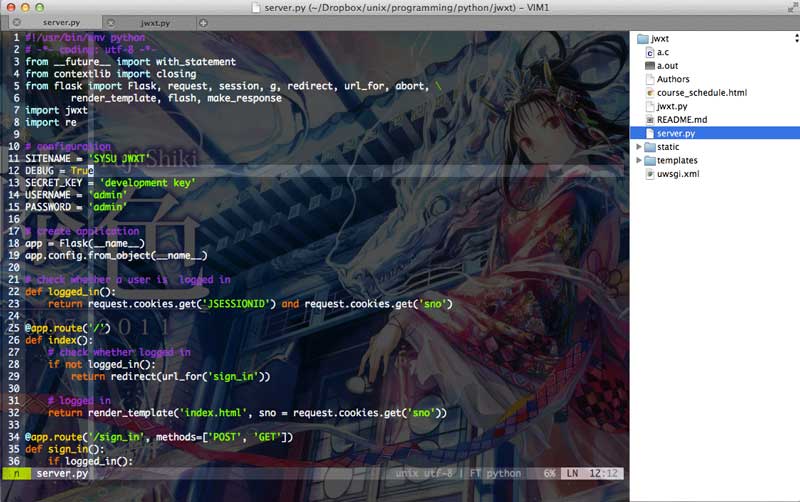 server.py (~/Dropbox/unix/programming/python/jwxt) – VIM1
server.py
jwxt.py
1 #!/usr/bin/env python
2 # -*- coding: utf-8 -*-
3 from __future__ import with_statement
4 from contextlib import closing
5 from flask import Flask, request, session, g, redirect, url_for, abort, \
6 render_template, flash, make_response
7 import jwxt
8 import re
9
10 # configuration
11 SITENAME = 'SYSU JWXT'
12 DEBUG = True
13 SECRET_KEY = 'development key'
14 USERNAME = 'admin'
15 PASSWORD = 'admin'
16
17 # create application
18 app = Flask(__name__)
19 app.config.from_object(__name__)
20
21 # check whether a user is  logged in
22 def logged_in():
23 return request.cookies.get('JSESSIONID') and request.cookies.get('sno')
24
25 @app.route('/')
26 def index():
27 # check whether logged in
28 if not logged_in():
29 return redirect(url_for('sign_in'))
30
31 # logged in
32 return render_template('index.html', sno = request.cookies.get('sno'))
33
34 @app.route('/sign_in', methods=['POST', 'GET'])
35 def sign_in():
36 if logged_in():
n server.py unix utf-8 | FT python 6% LN 12:12
jwxt
a.c
a.out
Authors
course_schedule.html
jwxt.py
README.md
server.py
static
templates
uwsgi.xml
Fuji Shiki
2011